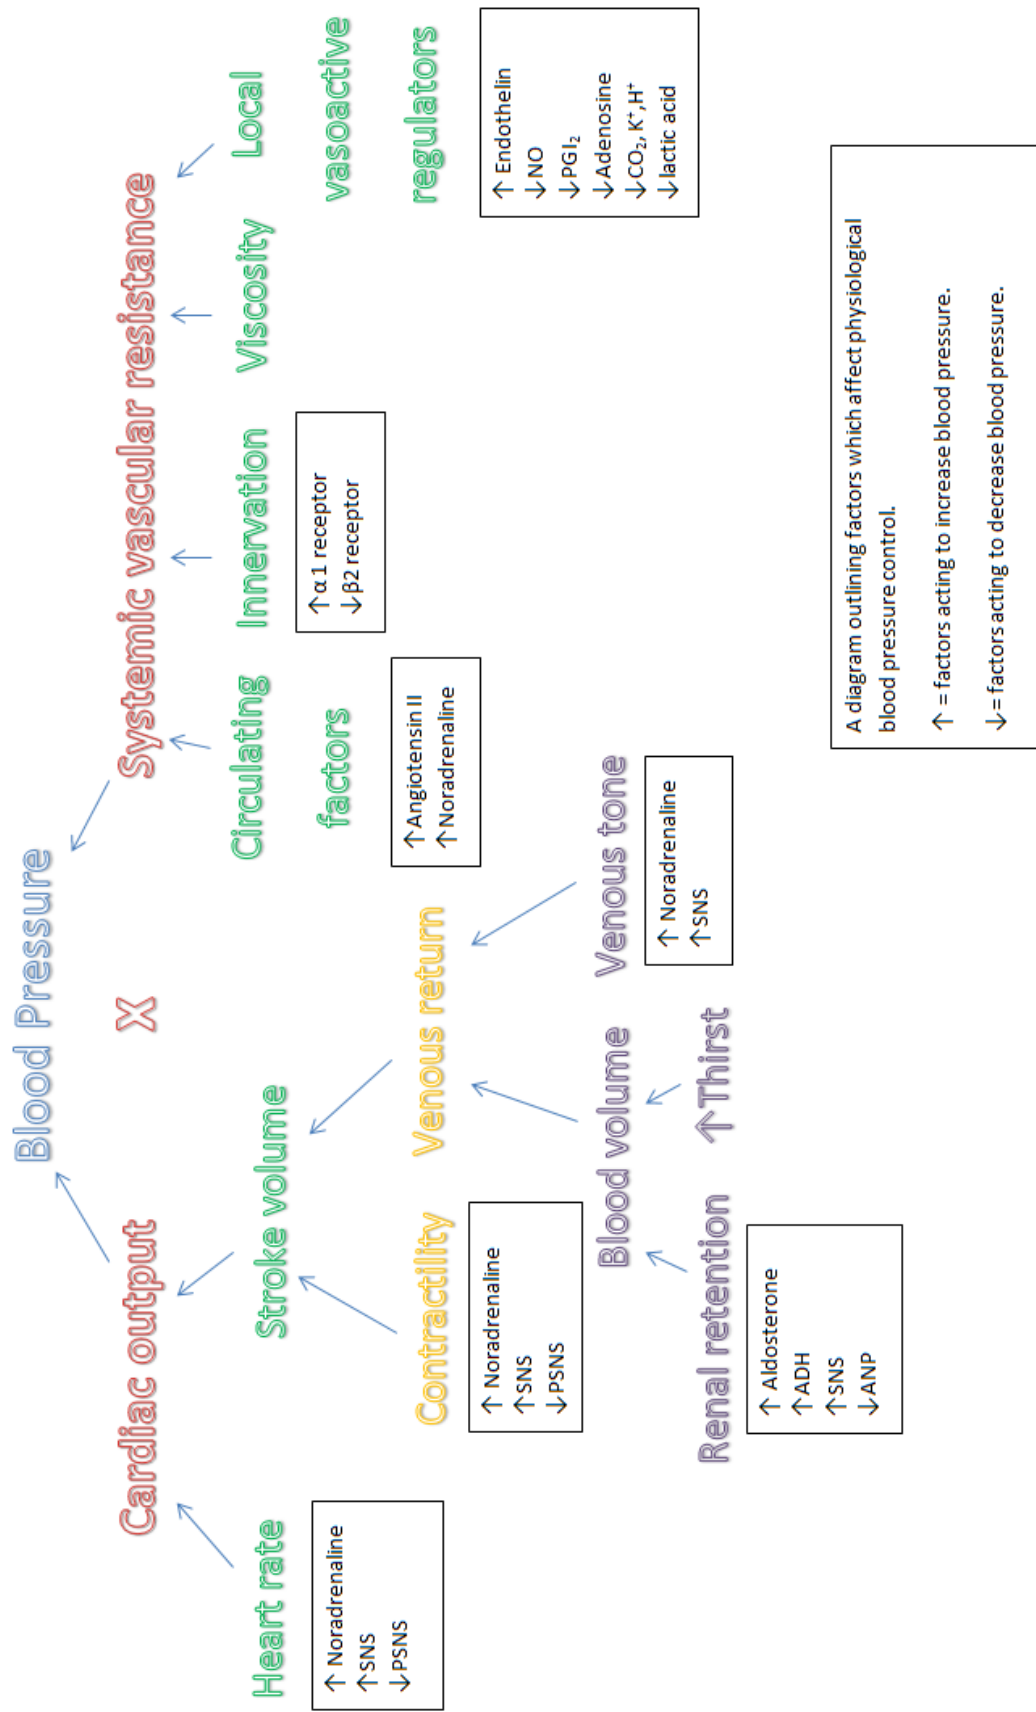 Blood Pressure
Cardiac output
X
Systemic vascular resistance
Heart rate
↑ Noradrenaline
↑SNS
↓PSNS
Stroke volume
Contractility
↑ Noradrenaline
↑SNS
↓PSNS
Venous return
Blood volume
Renal retention
↑ Aldosterone
↑ADH
↑SNS
↓ANP
↑Thirst
Venous tone
↑ Noradrenaline
↑SNS
Circulating
factors
↑Angiotensin II
↑Noradrenaline
Innervation
↑α1 receptor
↓β2 receptor
Viscosity
Local
vasoactive
regulators
↑ Endothelin
↓NO
↓PGI₂
↓Adenosine
↓CO₂, K⁺,H⁺
↓lactic acid
A diagram outlining factors which affect physiological
blood pressure control.
↑ = factors acting to increase blood pressure.
↓= factors acting to decrease blood pressure.